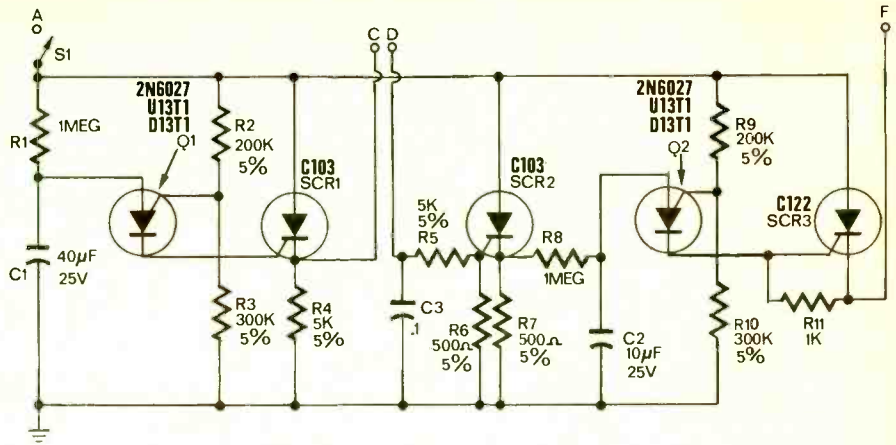 A
S1
R1
1MEG
C1
40µF
25V
2N6027
U13T1
D13T1
Q1
R2
200K
5%
R3
300K
5%
C103
SCR1
R4
5K
5%
C D
5K
5%
R5
C3
.1
R6
500Ω
5%
R7
500Ω
5%
C103
SCR2
R8
1MEG
C2
10µF
25V
2N6027
U13T1
D13T1
Q2
R9
200K
5%
R10
300K
5%
C122
SCR3
R11
1K
F